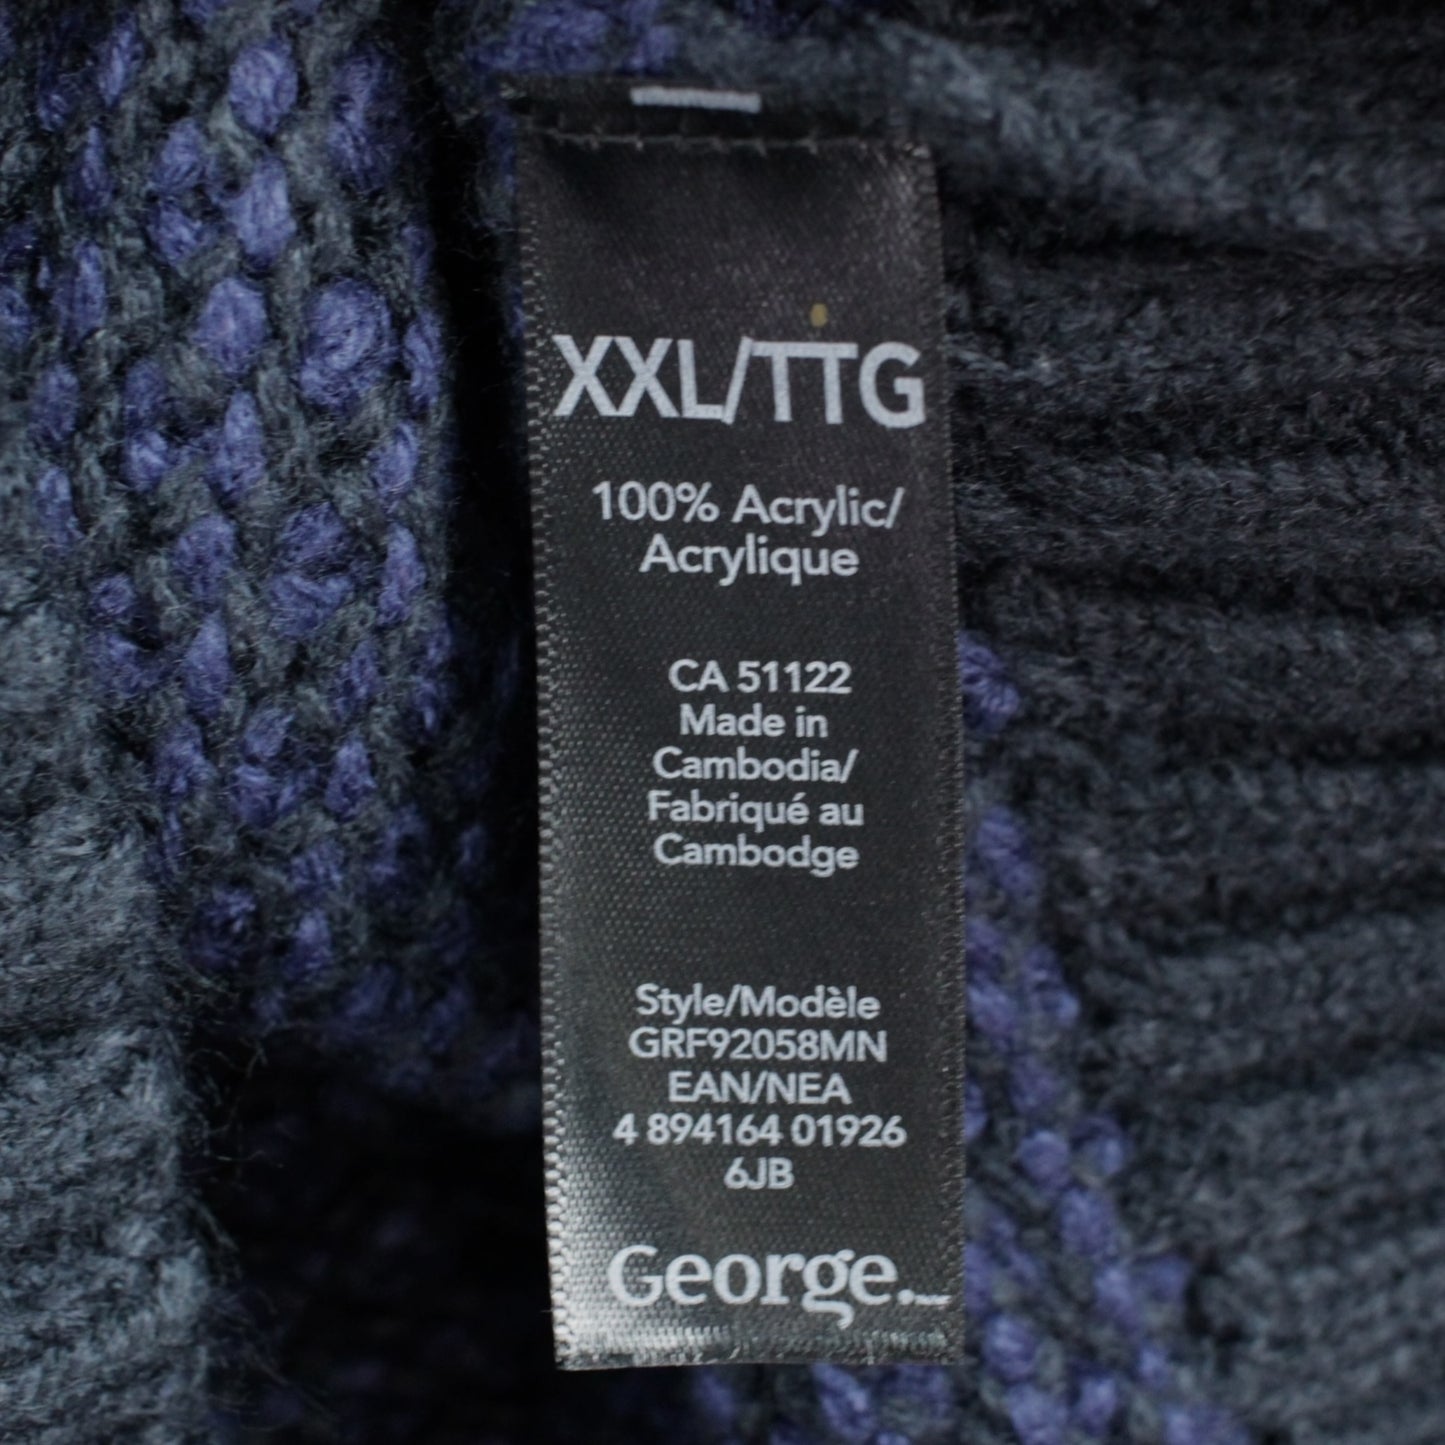 XXL/TTG
100% Acrylic/
Acrylique
CA 51122
Made in
Cambodia/
Fabriqué au
Cambodge
Style/Modèle
GRF92058MN
EAN/NEA
4 894164 01926
6JB
George.